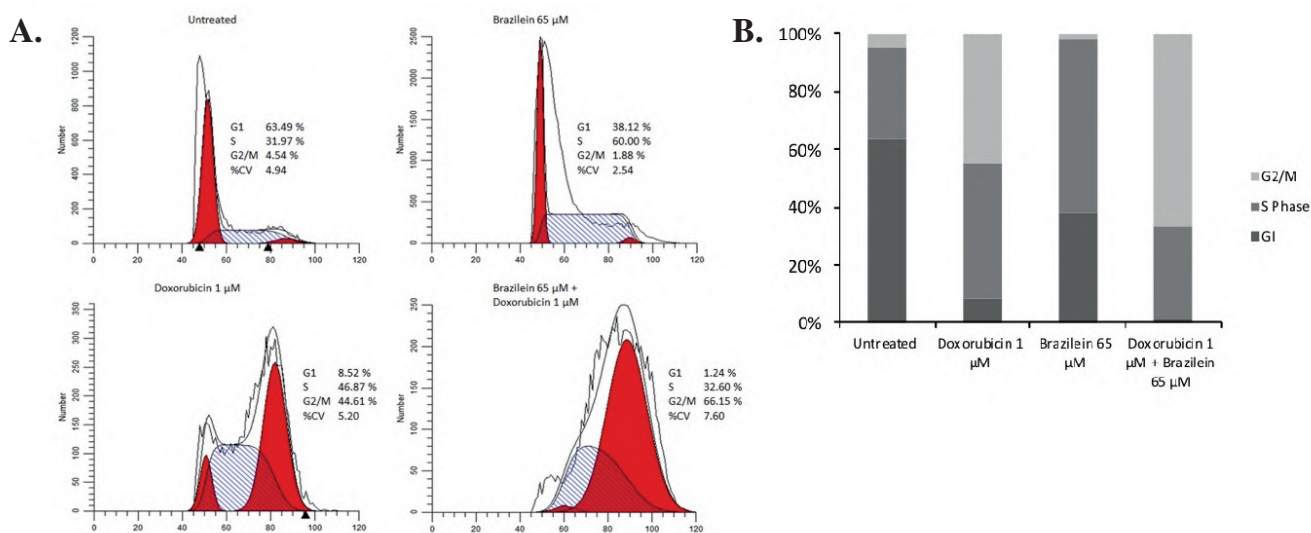 A.
Untreated
Number
1200
1000
800
600
400
200
0
0 20 40 60 80 100 120
G1 63.49 %
S 31.97 %
G2/M 4.54 %
%CV 4.94
Brazilein 65 µM
Number
2500
2000
1500
1000
500
0
0 20 40 60 80 100 120
G1 38.12 %
S 60.00 %
G2/M 1.88 %
%CV 2.54
Doxorubicin 1 µM
Number
350
300
250
200
150
100
50
0
0 20 40 60 80 100 120
G1 8.52 %
S 46.87 %
G2/M 44.61 %
%CV 5.20
Brazilein 65 µM +
Doxorubicin 1 µM
Number
250
200
150
100
50
0
0 20 40 60 80 100 120
G1 1.24 %
S 32.60 %
G2/M 66.15 %
%CV 7.60
B.
100%
80%
60%
40%
20%
0%
Untreated
Doxorubicin 1
µM
Brazilein 65
µM
Doxorubicin 1
µM + Brazilein
65 µM
G2/M
S Phase
GI